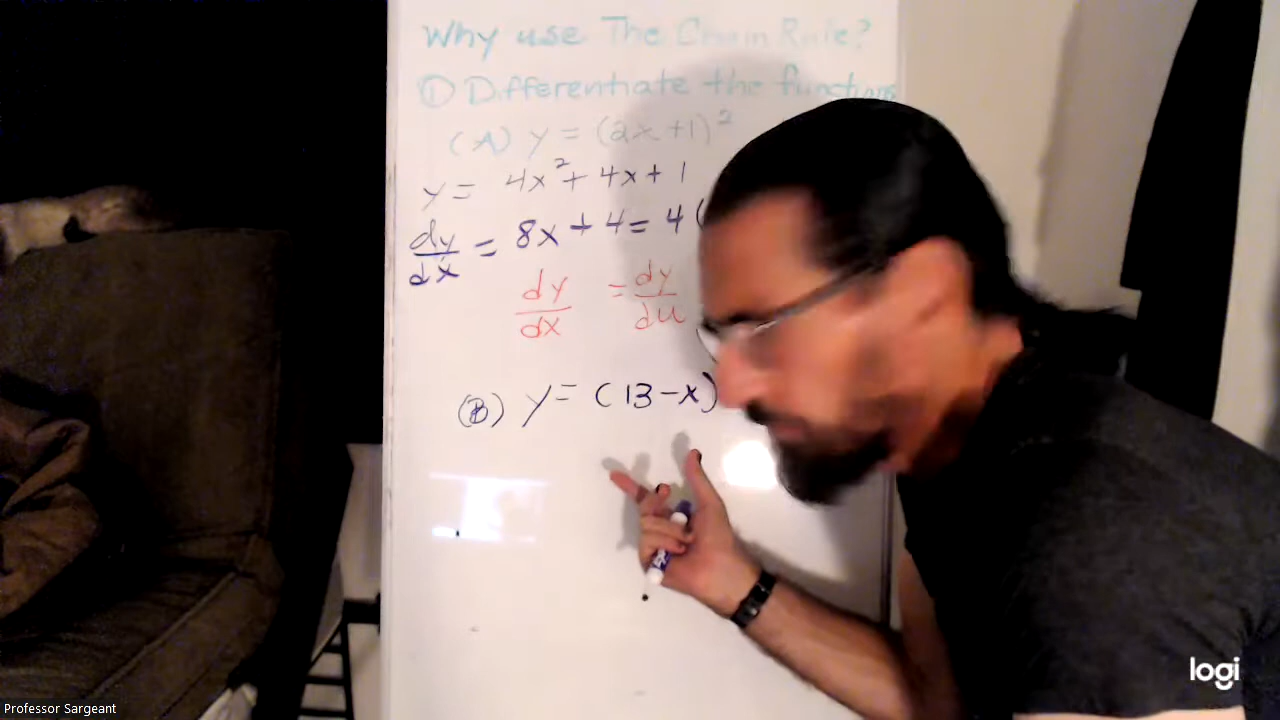 Why use The Chain Rule?
① Differentiate the functions
(A) y = (2x+1)²
y = 4x² + 4x + 1
dy/dx = 8x + 4 = 4(
dy/dx = dy/du
(B) y = (13-x)
logi
Professor Sargeant